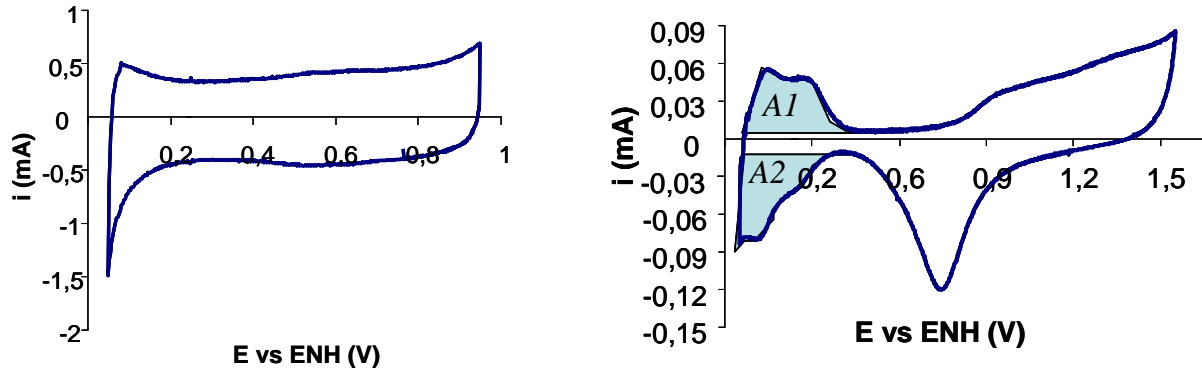 1
0,5
0
-0,5
-1
-1,5
-2
0,2 0,4 0,6 0,8 1
i (mA)
E vs ENH (V)
0,09
0,06
0,03
0
-0,03
-0,06
-0,09
-0,12
-0,15
0,2 0,6 0,9 1,2 1,5
A1
A2
i (mA)
E vs ENH (V)